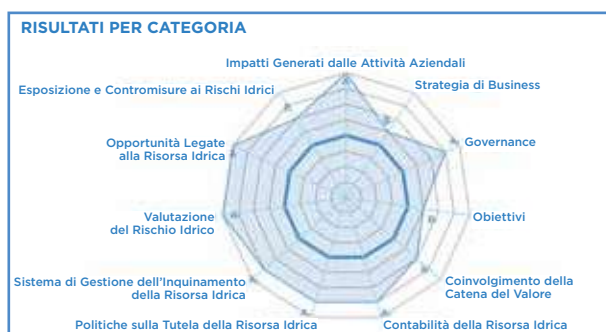 RISULTATI PER CATEGORIA
Impatti Generati dalle Attività Aziendali
Esposizione e Contromisure ai Rischi Idrici
Strategia di Business
Opportunità Legate
alla Risorsa Idrica
Governance
Valutazione
del Rischio Idrico
Obiettivi
Sistema di Gestione dell'Inquinamento
della Risorsa Idrica
Coinvolgimento della
Catena del Valore
Politiche sulla Tutela della Risorsa Idrica
Contabilità della Risorsa Idrica